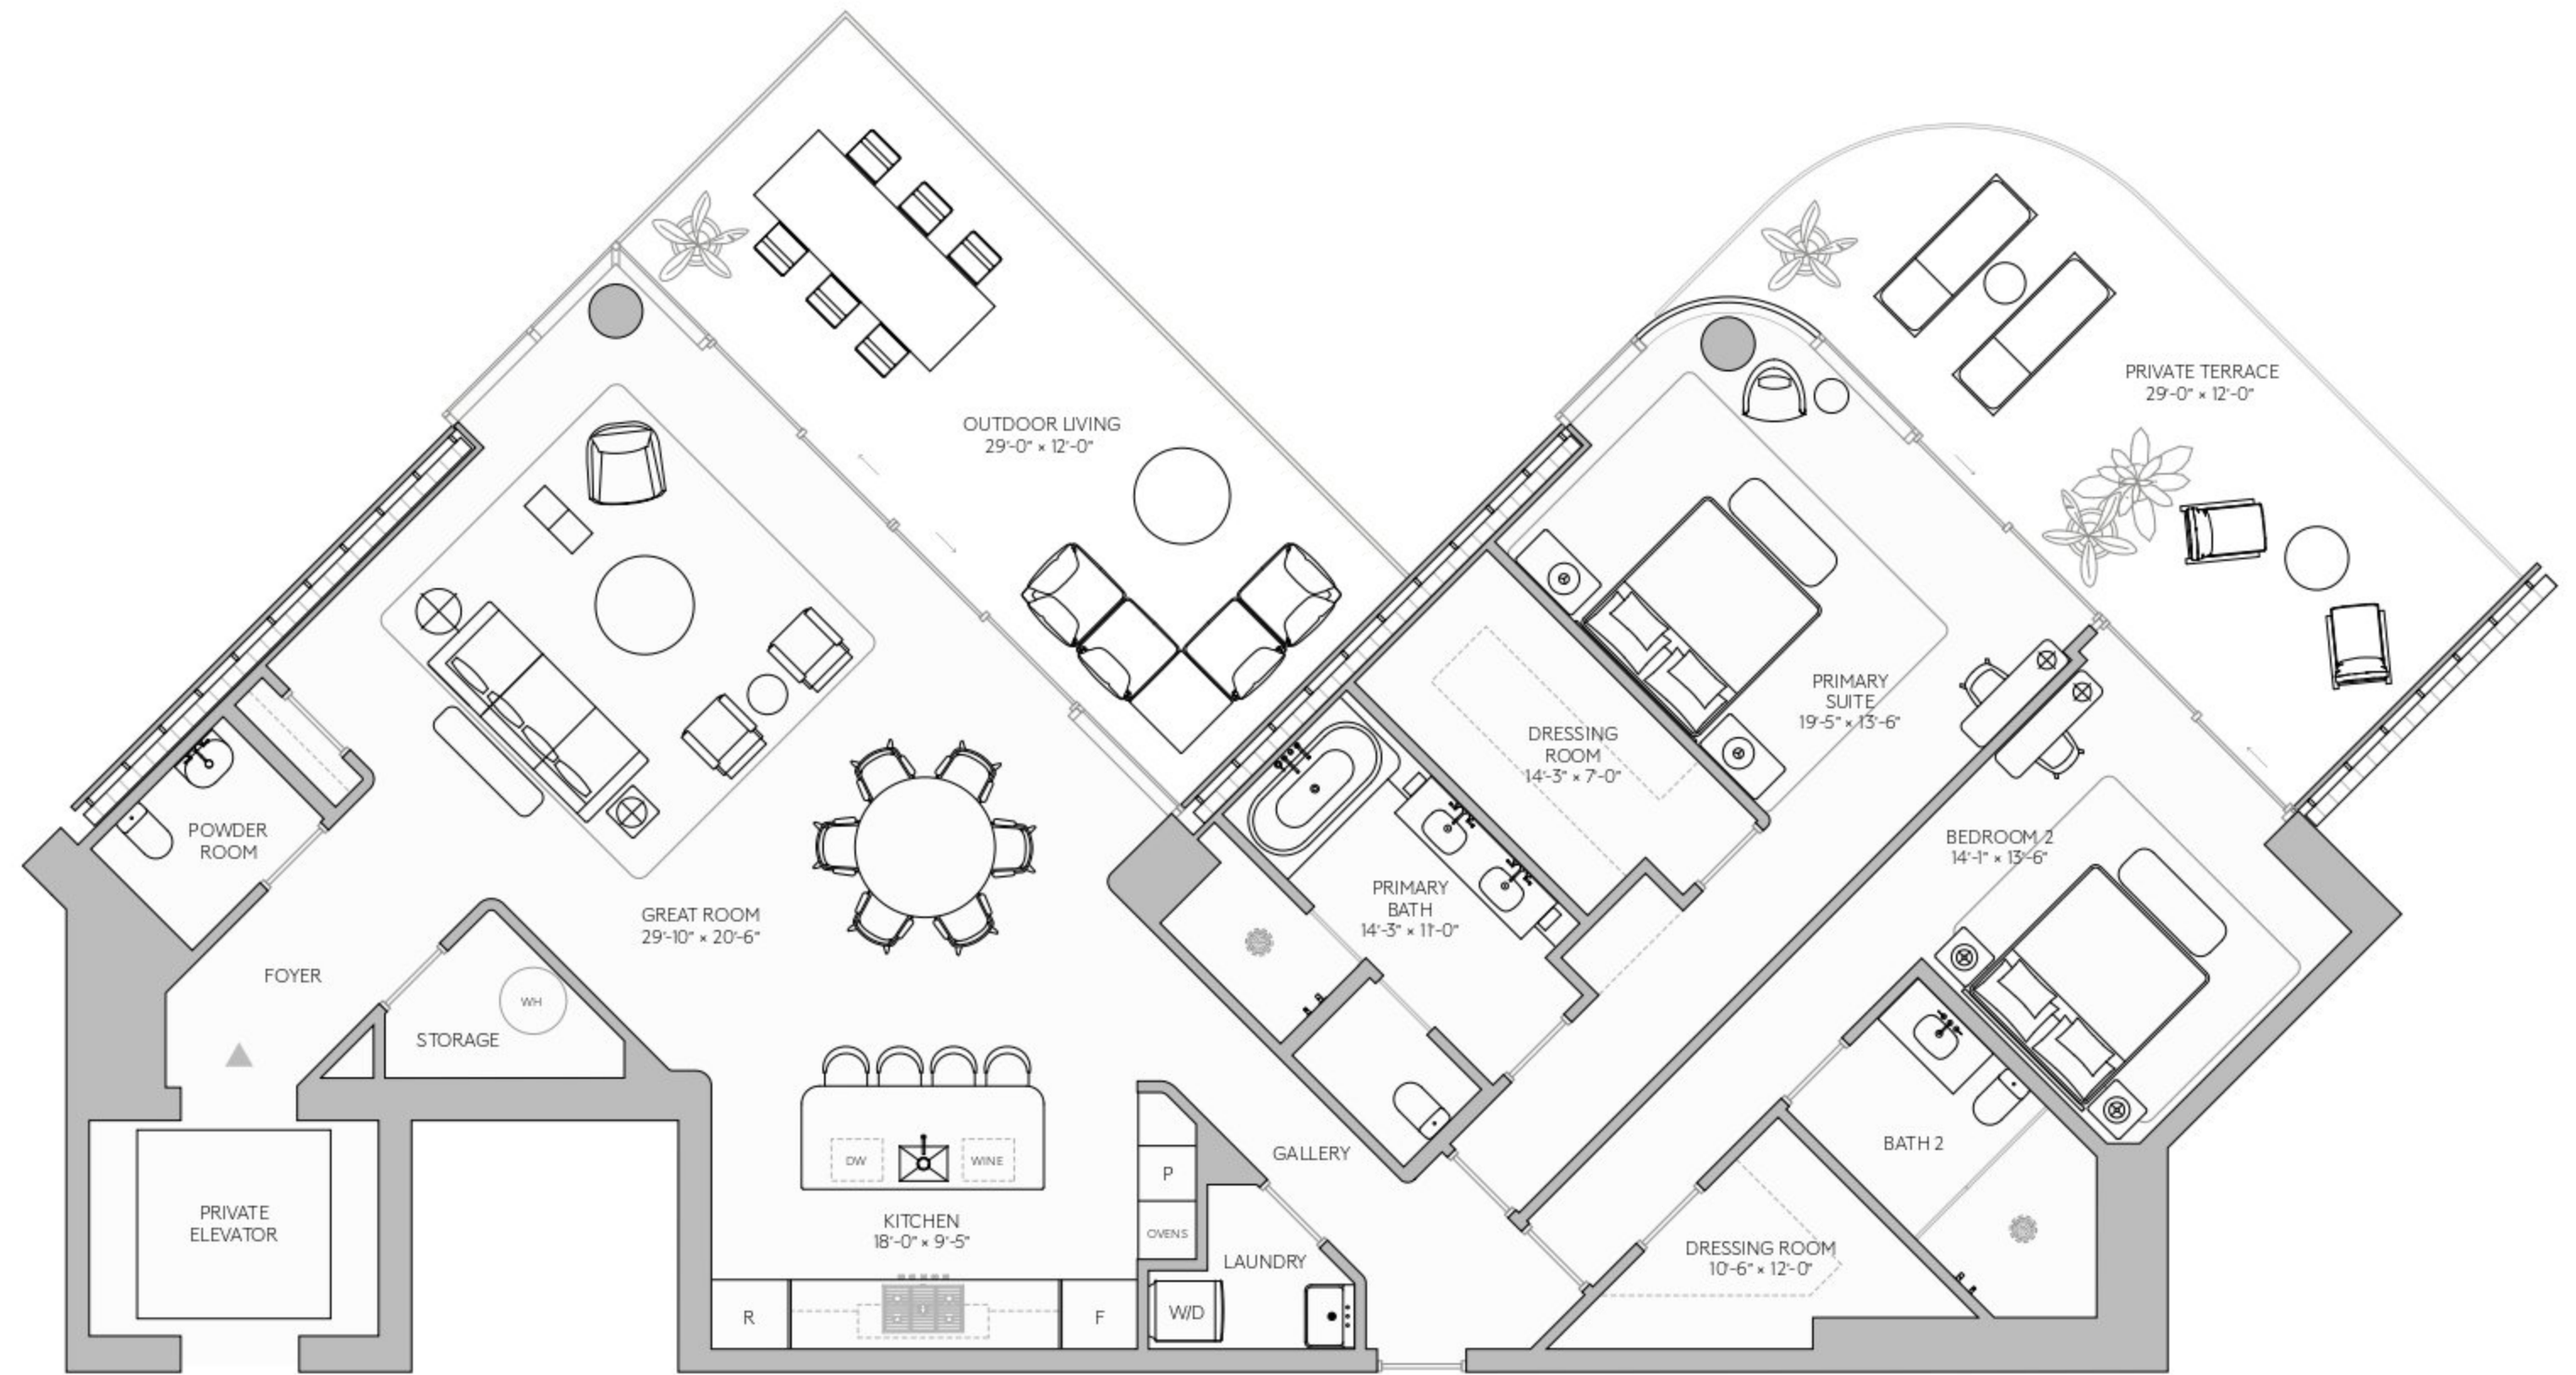 PRIVATE TERRACE
29'-0" × 12'-0"
OUTDOOR LIVING
29'-0" × 12'-0"
PRIMARY
SUITE
19'-5" × 13'-6"
DRESSING
ROOM
14'-3" × 7'-0"
POWDER
ROOM
BEDROOM 2
14'-1" × 13'-6"
PRIMARY
BATH
14'-3" × 11'-0"
GREAT ROOM
29'-10" × 20'-6"
FOYER
WH
STORAGE
BATH 2
GALLERY
DW
WINE
P
PRIVATE
ELEVATOR
KITCHEN
18'-0" × 9'-5"
OVENS
LAUNDRY
DRESSING ROOM
10'-6" × 12'-0"
R
F
W/D